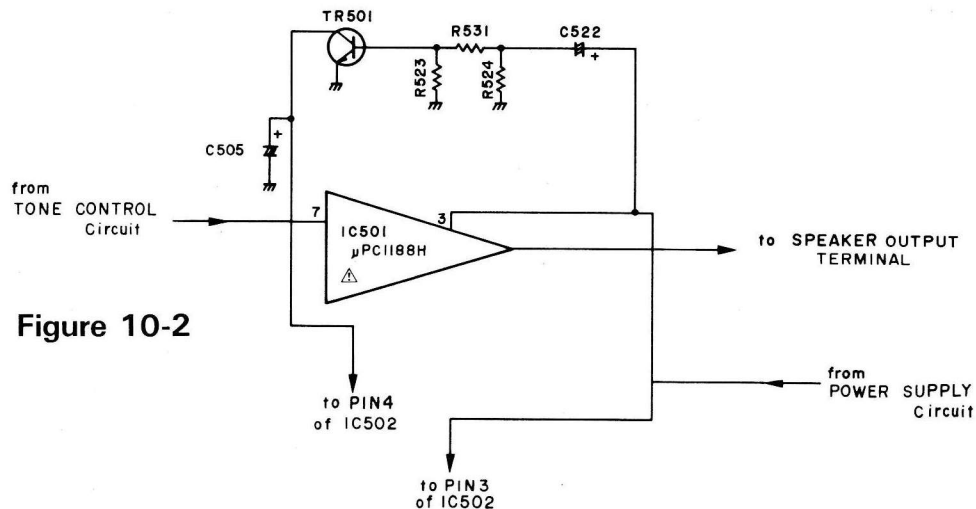 TR501
R531
C522
R523
R524
+
+
C505
from
TONE CONTROL
Circuit
7
3
IC501
μPC1188H
to SPEAKER OUTPUT
TERMINAL
Figure 10-2
from
POWER SUPPLY
Circuit
to PIN4
of IC502
to PIN3
of IC502